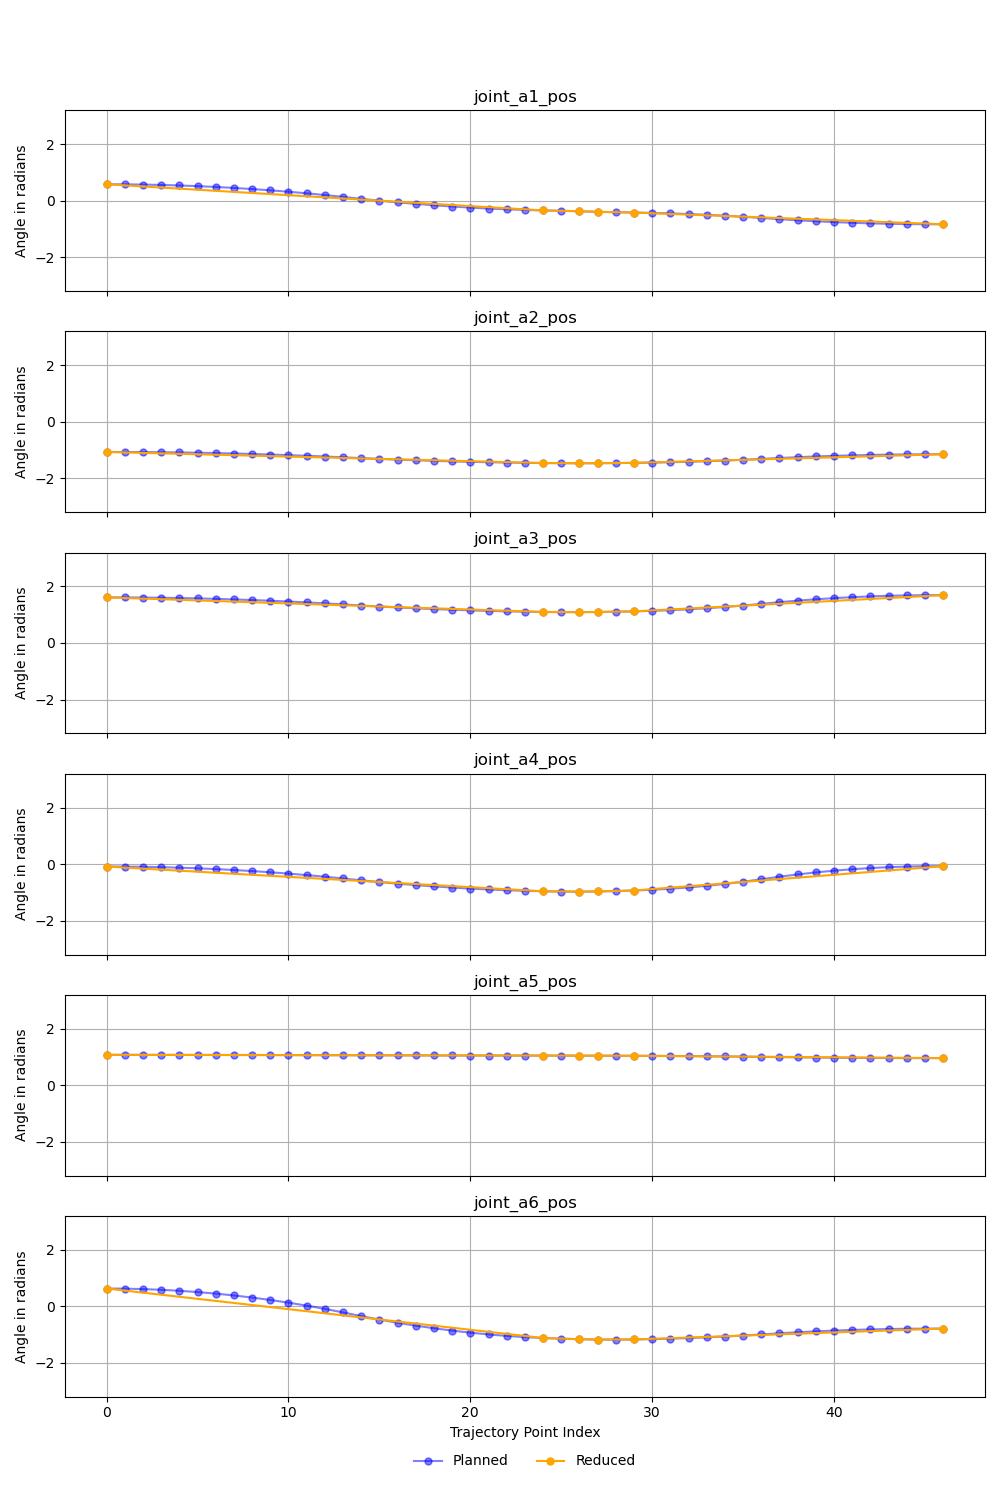 joint_a1_pos
Angle in radians
2
0
−2
joint_a2_pos
Angle in radians
2
0
−2
joint_a3_pos
Angle in radians
2
0
−2
joint_a4_pos
Angle in radians
2
0
−2
joint_a5_pos
Angle in radians
2
0
−2
joint_a6_pos
Angle in radians
2
0
−2
0 10 20 30 40
Trajectory Point Index
Planned Reduced